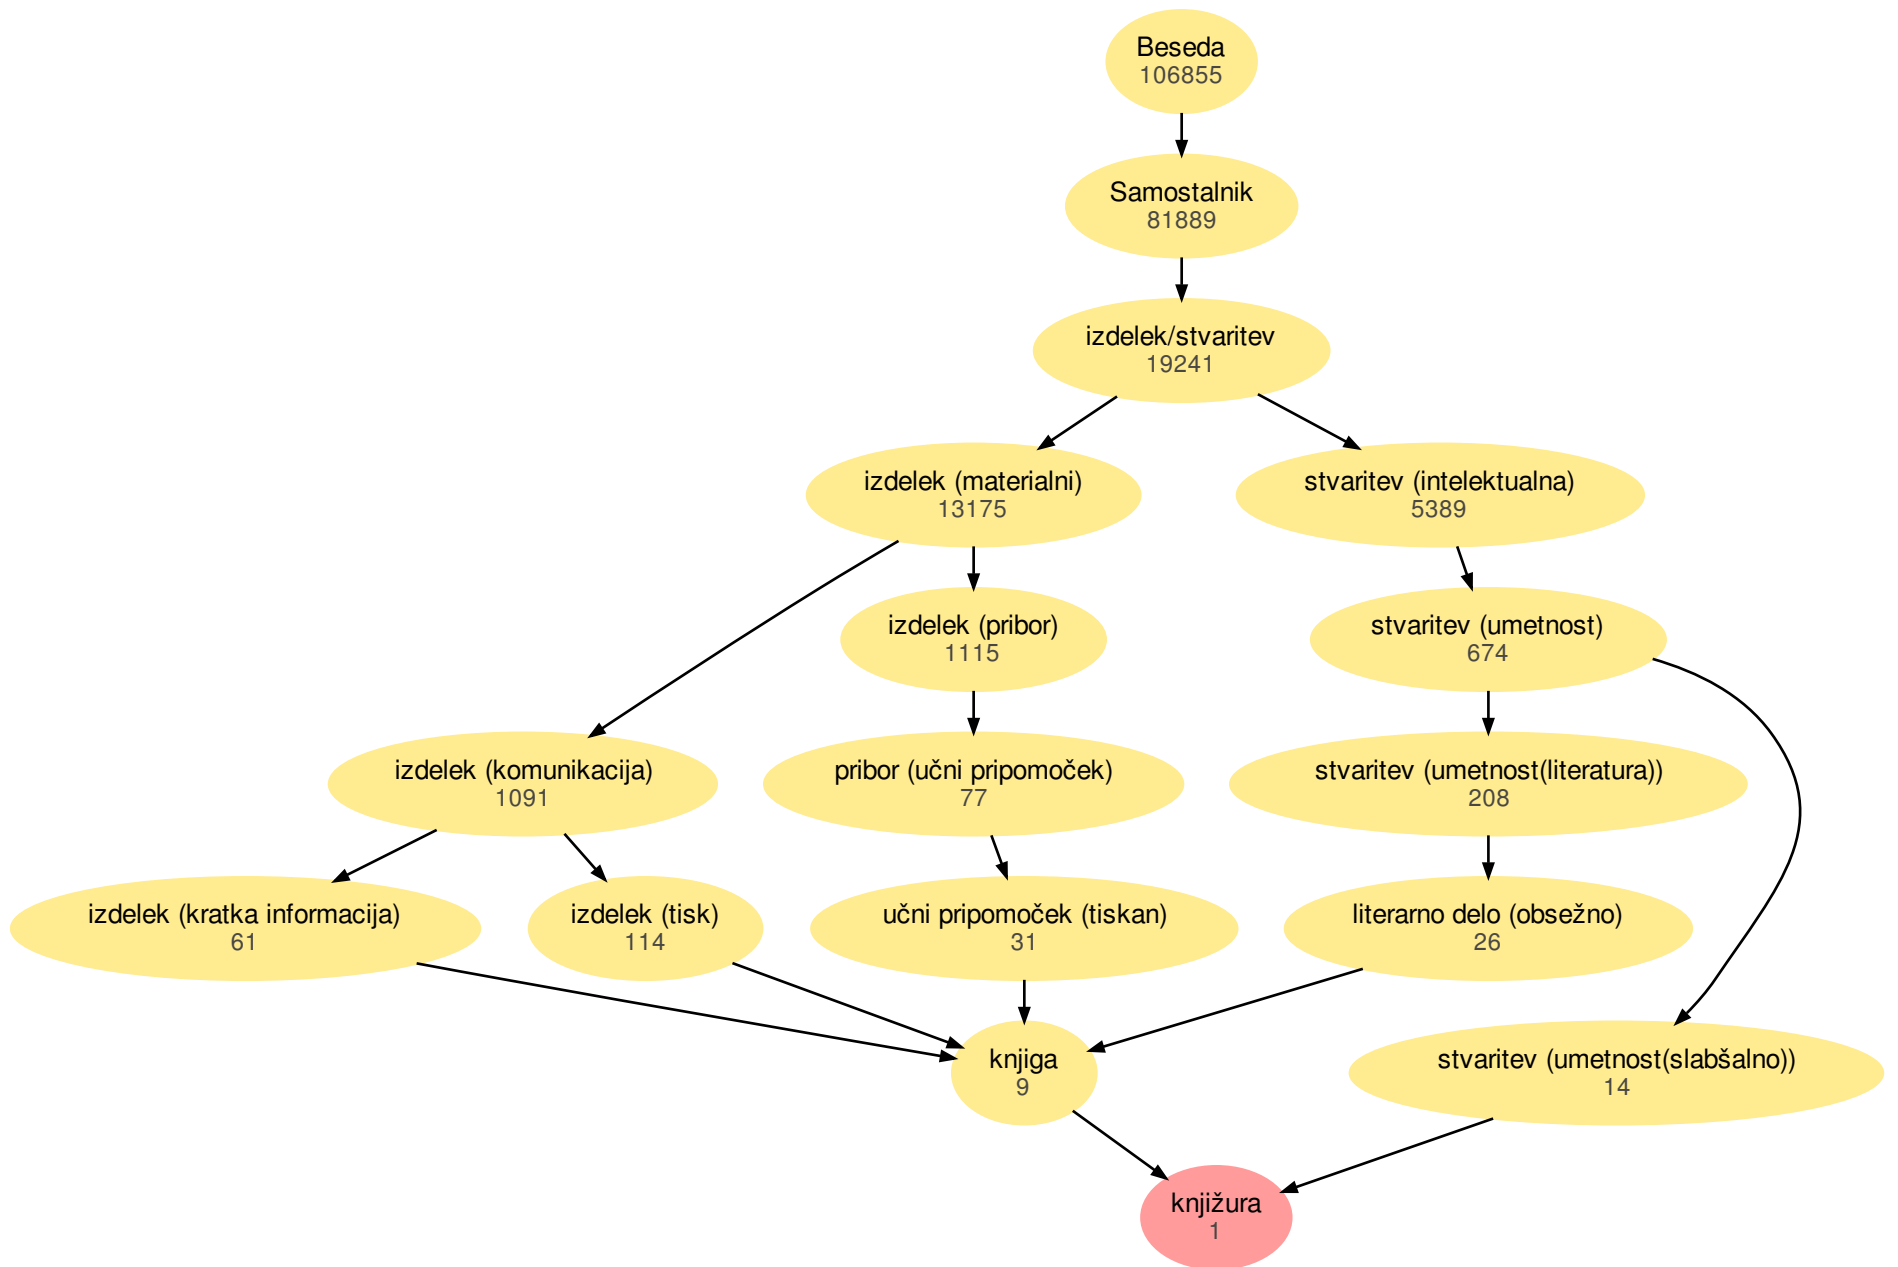 Beseda
106855
Samostalnik
81889
izdelek/stvaritev
19241
izdelek (materialni)
13175
stvaritev (intelektualna)
5389
izdelek (pribor)
1115
stvaritev (umetnost)
674
izdelek (komunikacija)
1091
pribor (učni pripomoček)
77
stvaritev (umetnost(literatura))
208
izdelek (kratka informacija)
61
izdelek (tisk)
114
učni pripomoček (tiskan)
31
literarno delo (obsežno)
26
knjiga
9
stvaritev (umetnost(slabšalno))
14
knjižura
1